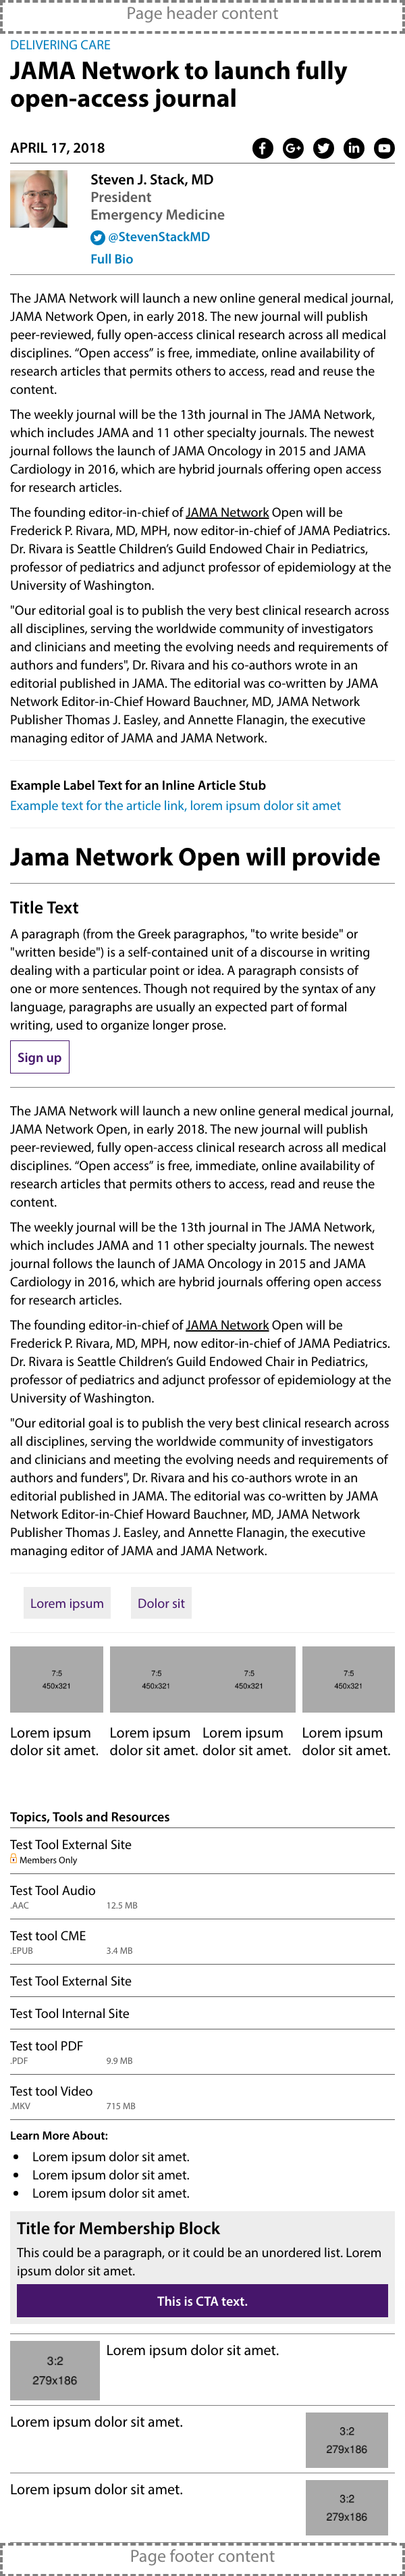 Page header content
DELIVERING CARE
JAMA Network to launch fully
open-access journal
APRIL 17, 2018
Steven J. Stack, MD
President
Emergency Medicine
@StevenStackMD
Full Bio
The JAMA Network will launch a new online general medical journal,
JAMA Network Open, in early 2018. The new journal will publish
peer-reviewed, fully open-access clinical research across all medical
disciplines. “Open access” is free, immediate, online availability of
research articles that permits others to access, read and reuse the
content.
The weekly journal will be the 13th journal in The JAMA Network,
which includes JAMA and 11 other specialty journals. The newest
journal follows the launch of JAMA Oncology in 2015 and JAMA
Cardiology in 2016, which are hybrid journals offering open access
for research articles.
The founding editor-in-chief of JAMA Network Open will be
Frederick P. Rivara, MD, MPH, now editor-in-chief of JAMA Pediatrics.
Dr. Rivara is Seattle Children’s Guild Endowed Chair in Pediatrics,
professor of pediatrics and adjunct professor of epidemiology at the
University of Washington.
"Our editorial goal is to publish the very best clinical research across
all disciplines, serving the worldwide community of investigators
and clinicians and meeting the evolving needs and requirements of
authors and funders", Dr. Rivara and his co-authors wrote in an
editorial published in JAMA. The editorial was co-written by JAMA
Network Editor-in-Chief Howard Bauchner, MD, JAMA Network
Publisher Thomas J. Easley, and Annette Flanagin, the executive
managing editor of JAMA and JAMA Network.
Example Label Text for an Inline Article Stub
Example text for the article link, lorem ipsum dolor sit amet
Jama Network Open will provide
Title Text
A paragraph (from the Greek paragraphos, "to write beside" or
"written beside") is a self-contained unit of a discourse in writing
dealing with a particular point or idea. A paragraph consists of
one or more sentences. Though not required by the syntax of any
language, paragraphs are usually an expected part of formal
writing, used to organize longer prose.
Sign up
The JAMA Network will launch a new online general medical journal,
JAMA Network Open, in early 2018. The new journal will publish
peer-reviewed, fully open-access clinical research across all medical
disciplines. “Open access” is free, immediate, online availability of
research articles that permits others to access, read and reuse the
content.
The weekly journal will be the 13th journal in The JAMA Network,
which includes JAMA and 11 other specialty journals. The newest
journal follows the launch of JAMA Oncology in 2015 and JAMA
Cardiology in 2016, which are hybrid journals offering open access
for research articles.
The founding editor-in-chief of JAMA Network Open will be
Frederick P. Rivara, MD, MPH, now editor-in-chief of JAMA Pediatrics.
Dr. Rivara is Seattle Children’s Guild Endowed Chair in Pediatrics,
professor of pediatrics and adjunct professor of epidemiology at the
University of Washington.
"Our editorial goal is to publish the very best clinical research across
all disciplines, serving the worldwide community of investigators
and clinicians and meeting the evolving needs and requirements of
authors and funders", Dr. Rivara and his co-authors wrote in an
editorial published in JAMA. The editorial was co-written by JAMA
Network Editor-in-Chief Howard Bauchner, MD, JAMA Network
Publisher Thomas J. Easley, and Annette Flanagin, the executive
managing editor of JAMA and JAMA Network.
Lorem ipsum Dolor sit
7:5 7:5 7:5 7:5
450x321 450x321 450x321 450x321
Lorem ipsum Lorem ipsum Lorem ipsum Lorem ipsum
dolor sit amet. dolor sit amet. dolor sit amet. dolor sit amet.
Topics, Tools and Resources
Test Tool External Site
Members Only
Test Tool Audio
.AAC 12.5 MB
Test tool CME
.EPUB 3.4 MB
Test Tool External Site
Test Tool Internal Site
Test tool PDF
.PDF 9.9 MB
Test tool Video
.MKV 715 MB
Learn More About:
Lorem ipsum dolor sit amet.
Lorem ipsum dolor sit amet.
Lorem ipsum dolor sit amet.
Title for Membership Block
This could be a paragraph, or it could be an unordered list. Lorem
ipsum dolor sit amet.
This is CTA text.
3:2
279x186
Lorem ipsum dolor sit amet.
Lorem ipsum dolor sit amet.
3:2
279x186
Lorem ipsum dolor sit amet.
3:2
279x186
Page footer content